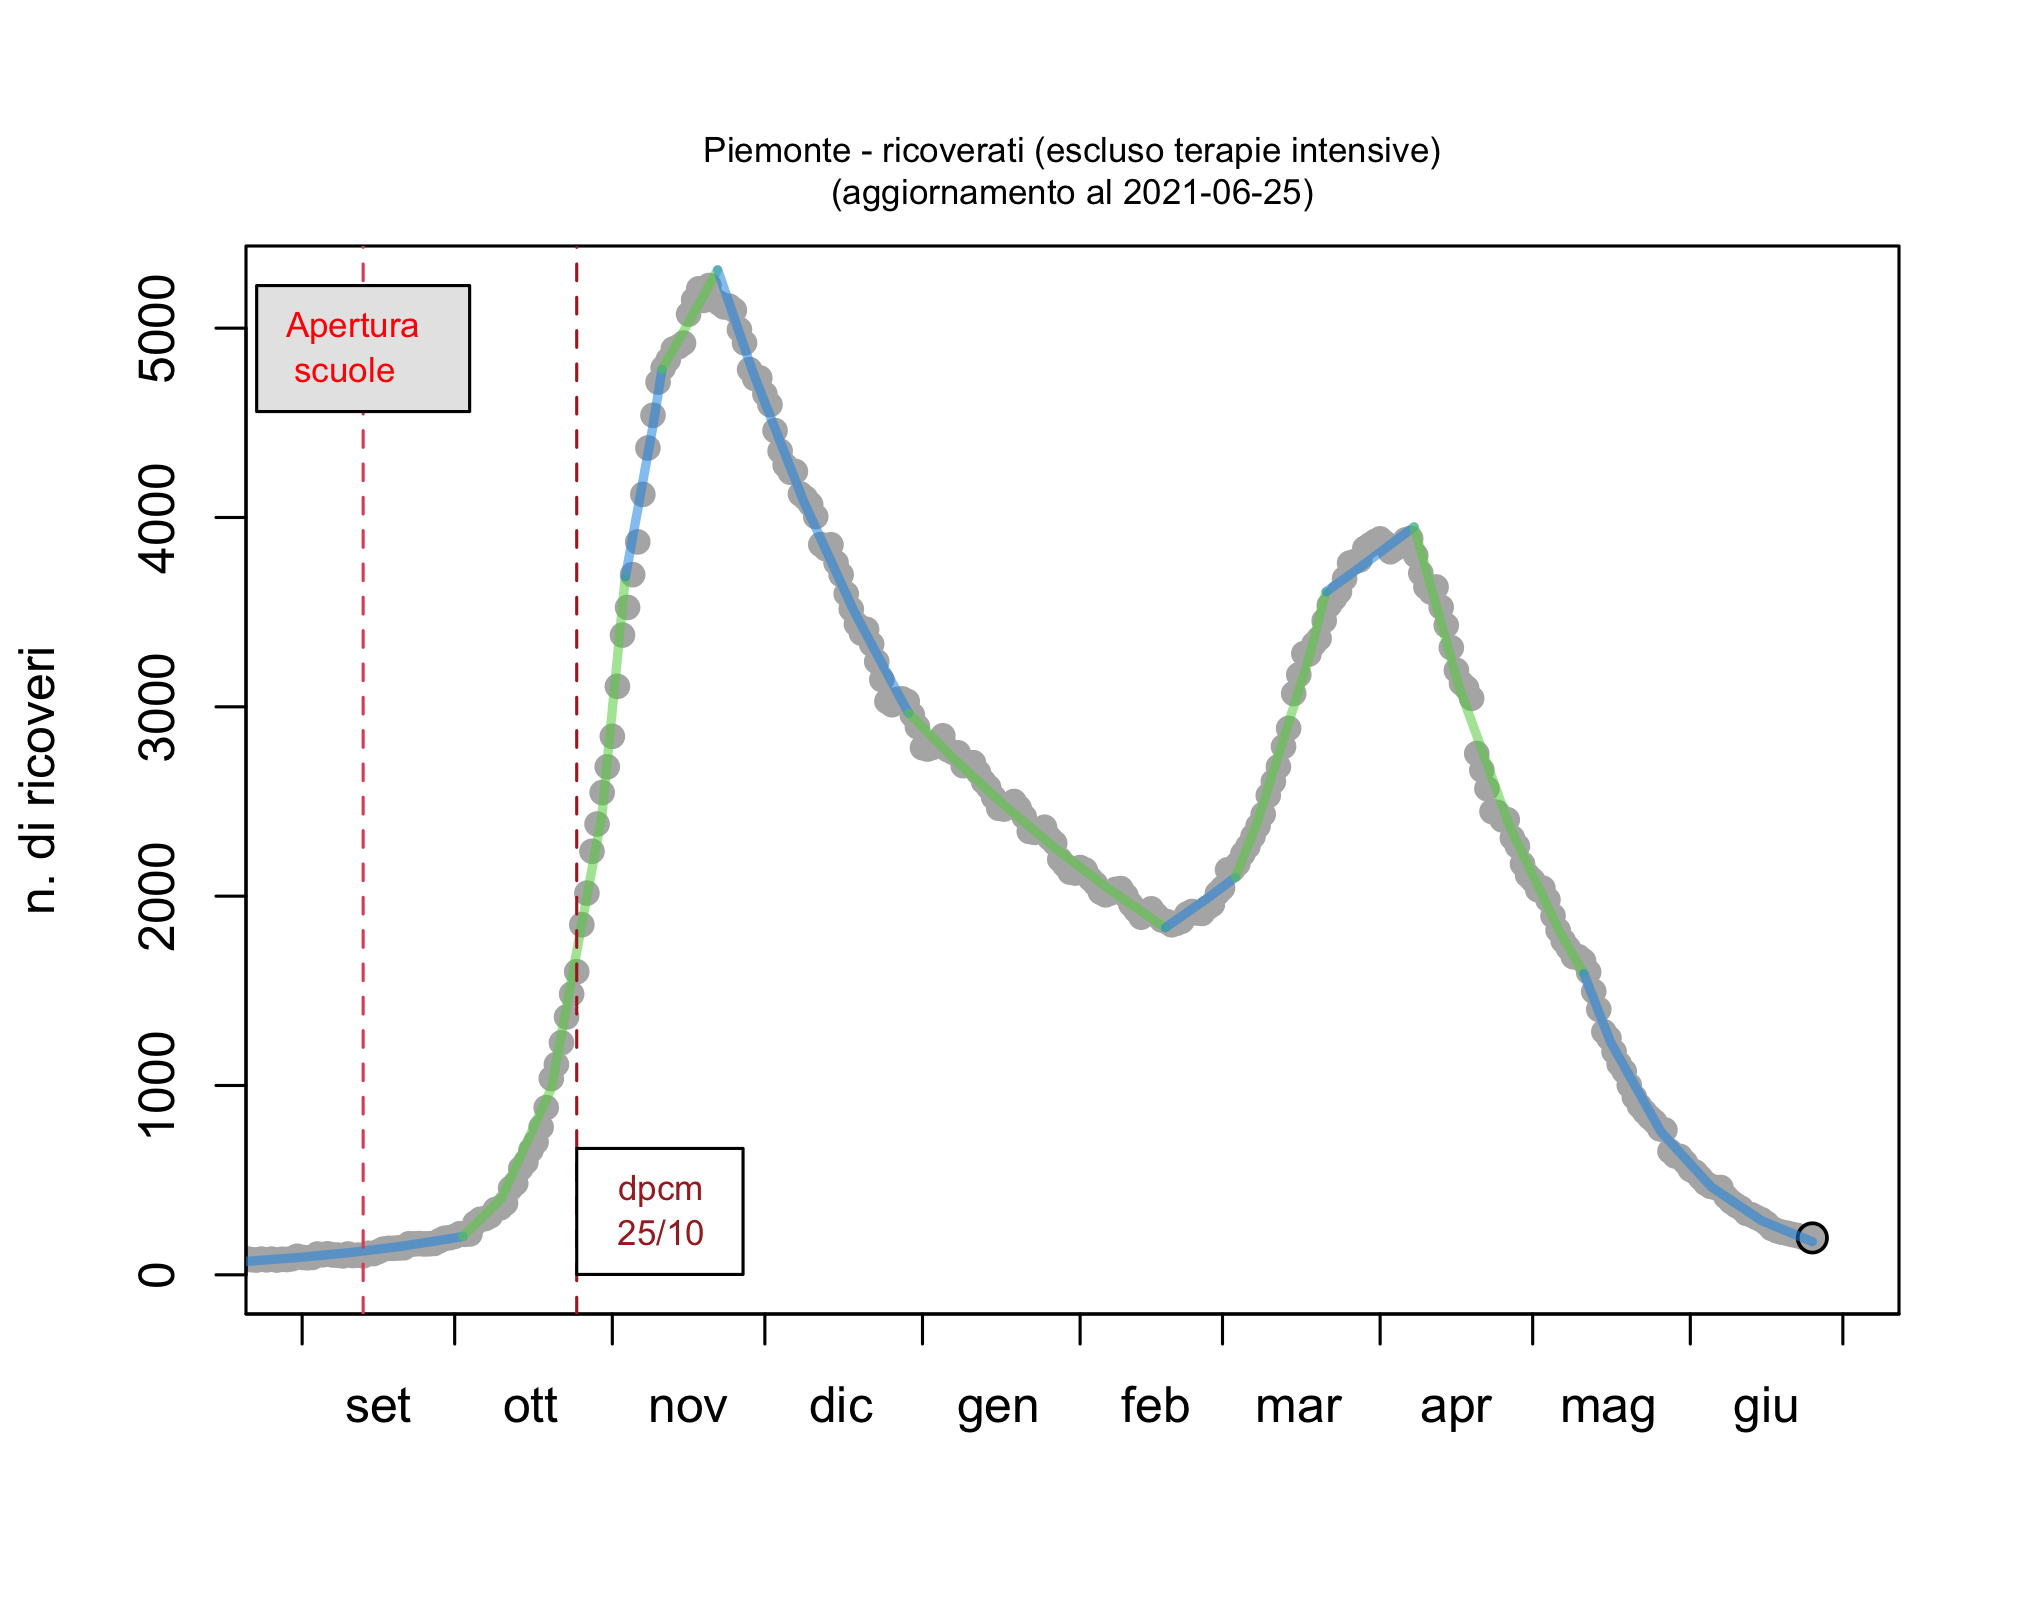 Piemonte - ricoverati (escluso terapie intensive)
(aggiornamento al 2021-06-25)
n. di ricoveri
5000
4000
3000
2000
1000
0
Apertura
scuole
dpcm
25/10
set ott nov dic gen feb mar apr mag giu